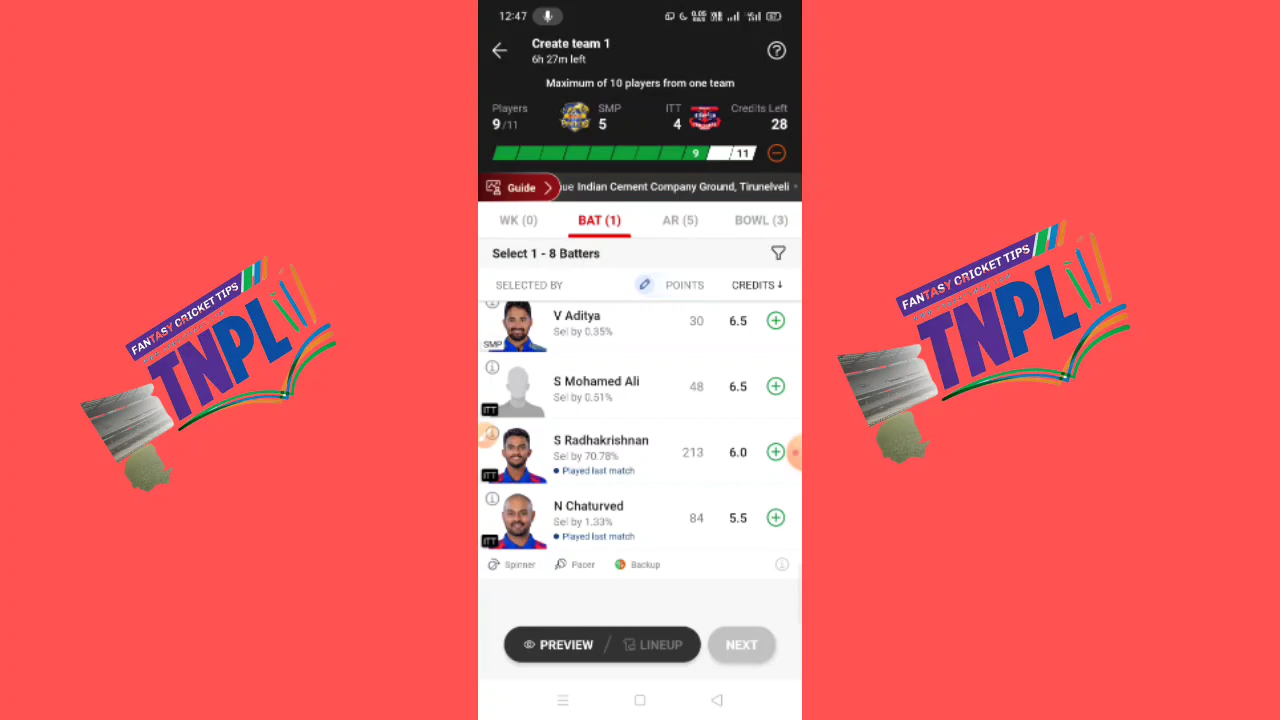 12:47
Create team 1
6h 27m left
Maximum of 10 players from one team
Players
9/11
SMP
5
ITT
4
Credits Left
28
9
11
Guide
ue Indian Cement Company Ground, Tirunelveli
WK (0)
BAT (1)
AR (5)
BOWL (3)
Select 1 - 8 Batters
SELECTED BY
POINTS
CREDITS↓
V Aditya
Sel by 0.35%
30
6.5
SMP
S Mohamed Ali
Sel by 0.51%
48
6.5
ITT
S Radhakrishnan
Sel by 70.78%
Played last match
213
6.0
ITT
N Chaturved
Sel by 1.33%
Played last match
84
5.5
ITT
Spinner
Pacer
Backup
PREVIEW / LINEUP
NEXT
FANTASY CRICKET TIPS
TNPL
FANTASY CRICKET TIPS
TNPL